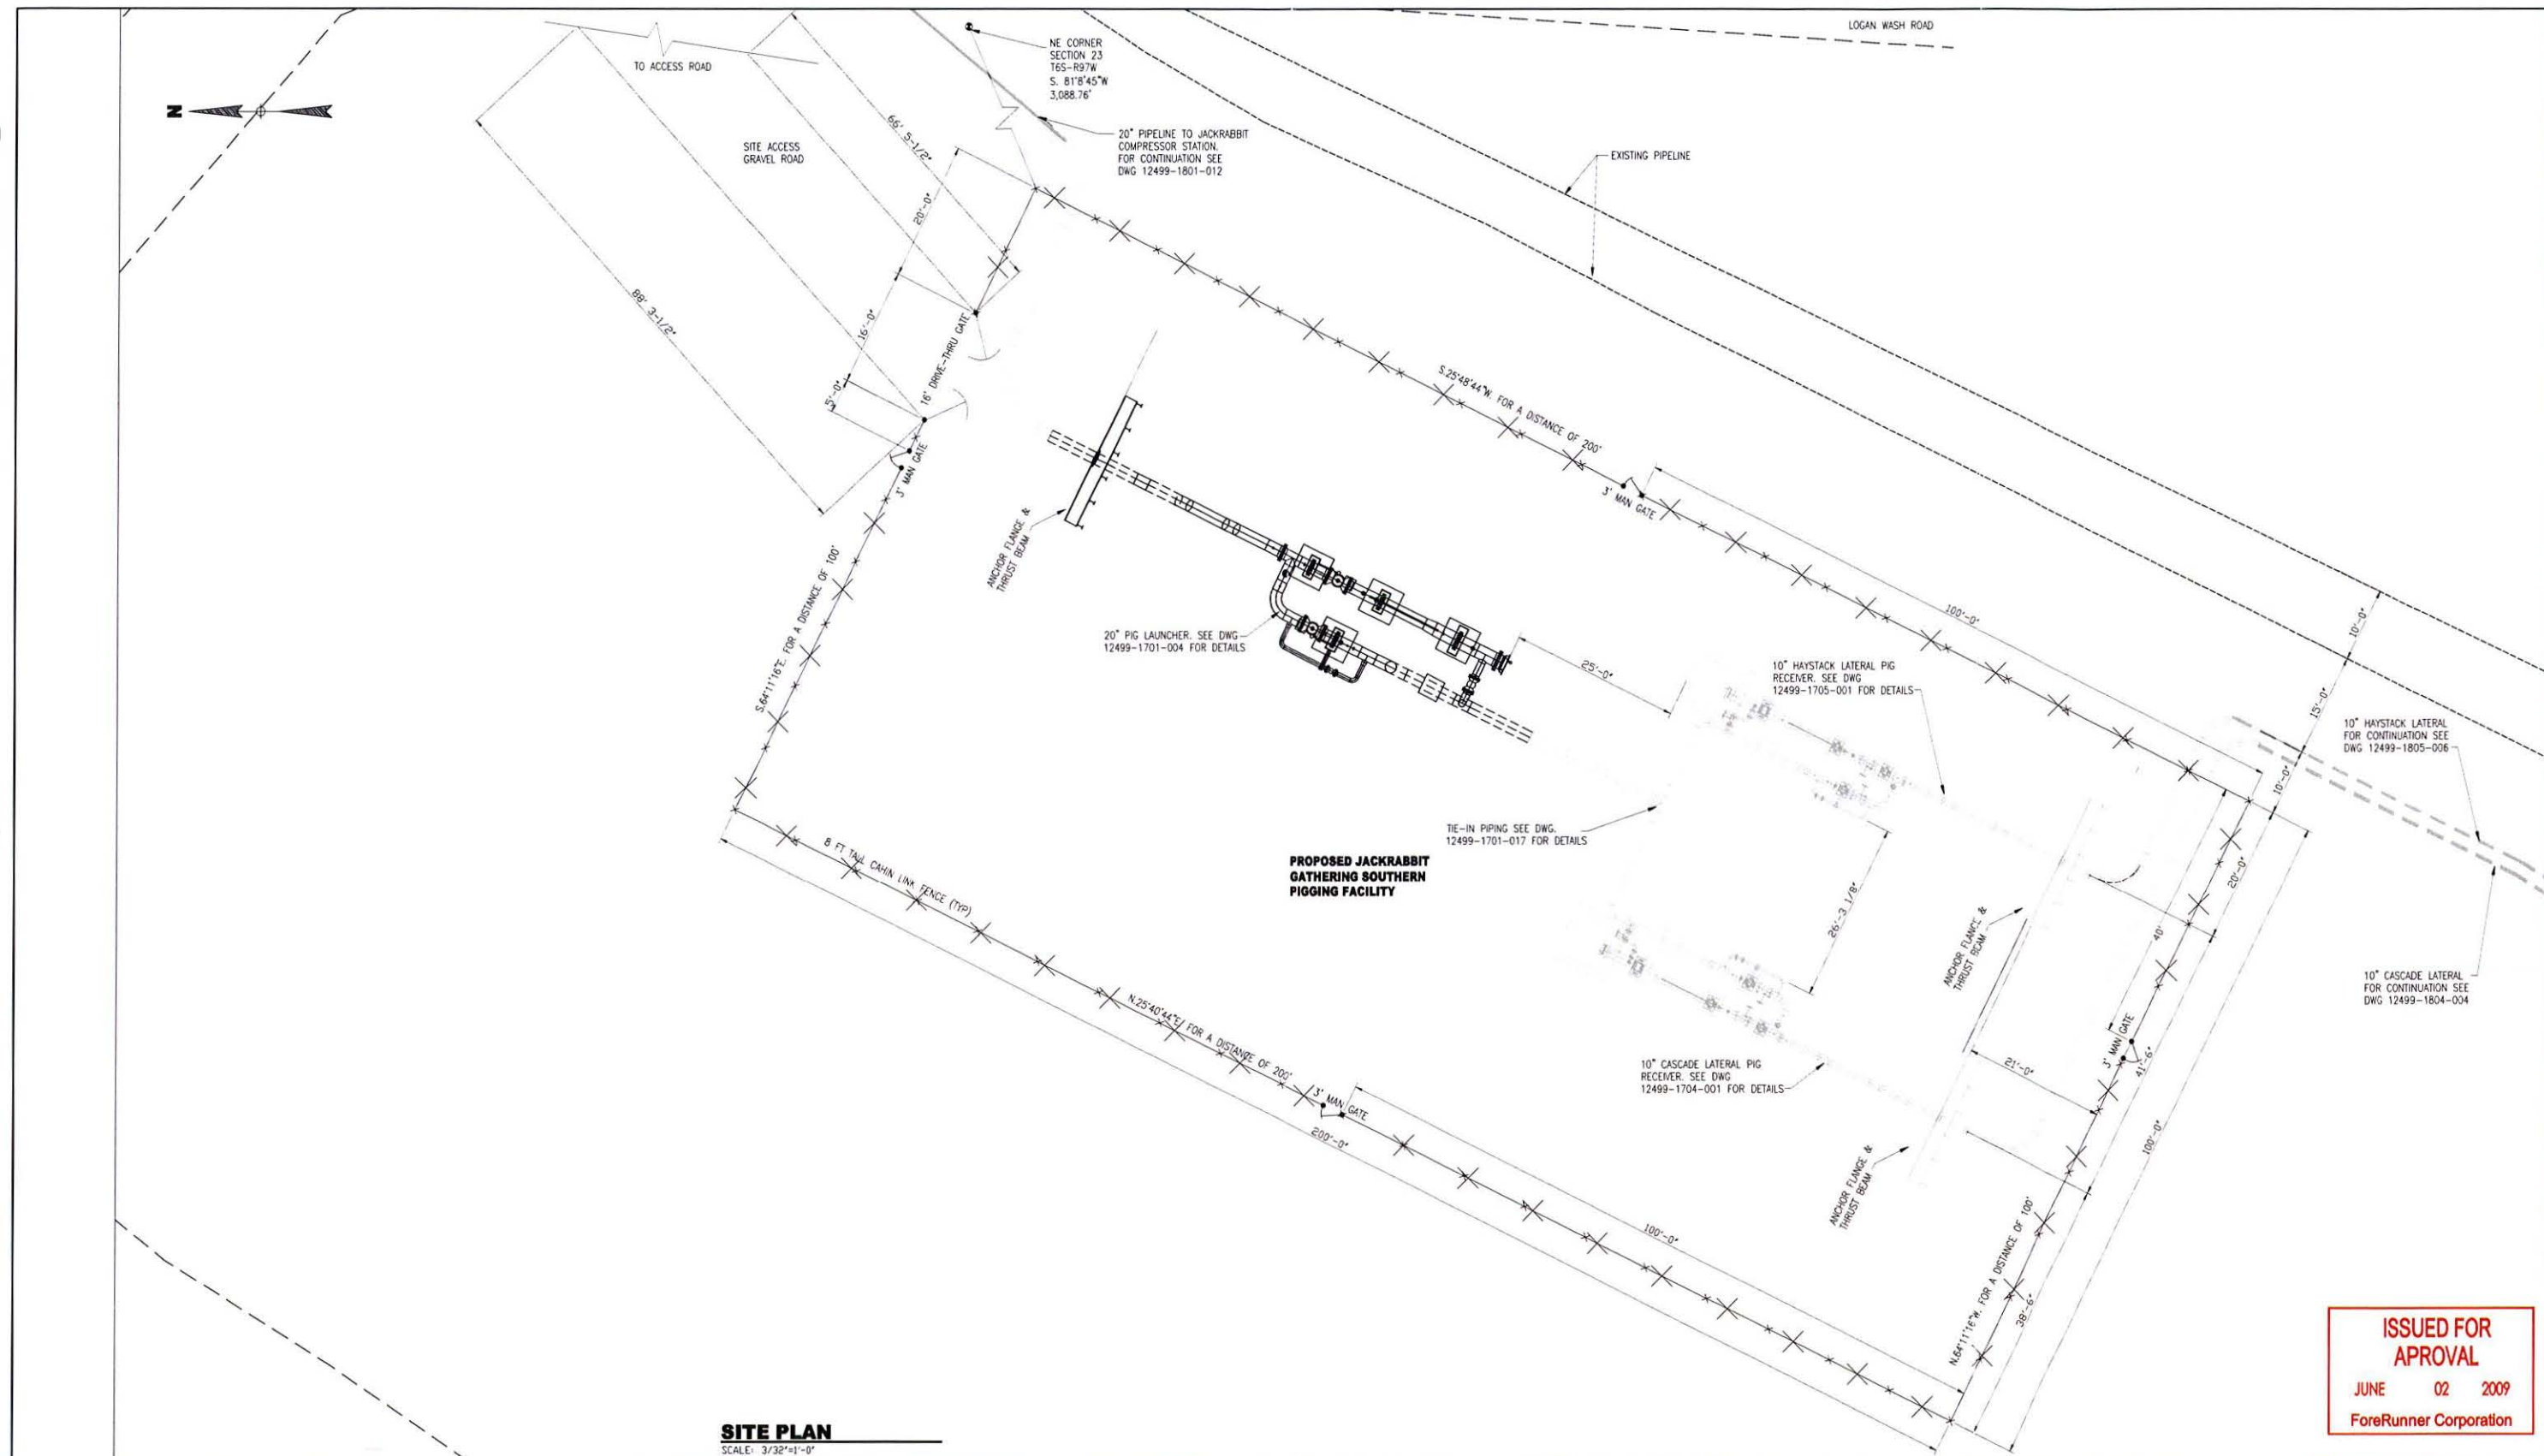 LOGAN WASH ROAD
NE CORNER
SECTION 23
T6S-R97W
S. 81°8'45"W
3,088.76'
TO ACCESS ROAD
N
SITE ACCESS
GRAVEL ROAD
66' 5-1/2"
20" PIPELINE TO JACKRABBIT
COMPRESSOR STATION.
FOR CONTINUATION SEE
DWG 12499-1801-012
EXISTING PIPELINE
20'-0"
88' 3-1/2"
16'-0"
5'-0"
16' DRIVE-THRU GATE
3' MAN GATE
S.25°48'44"W. FOR A DISTANCE OF 200'
3' MAN GATE
ANCHOR FLANGE &
THRUST BEAM
S.64°11'16"E. FOR A DISTANCE OF 100'
20" PIG LAUNCHER. SEE DWG
12499-1701-004 FOR DETAILS
25'-0"
100'-0"
10'-0"
15'-0"
10'-0"
10" HAYSTACK LATERAL PIG
RECEIVER. SEE DWG
12499-1705-001 FOR DETAILS
10" HAYSTACK LATERAL
FOR CONTINUATION SEE
DWG 12499-1805-006
TIE-IN PIPING SEE DWG.
12499-1701-017 FOR DETAILS
PROPOSED JACKRABBIT
GATHERING SOUTHERN
PIGGING FACILITY
8 FT TALL CAHIN LINK FENCE (TYP)
26'-3 1/8"
20'-0"
40'
ANCHOR FLANCE &
THRUST BEAM
10" CASCADE LATERAL
FOR CONTINUATION SEE
DWG 12499-1804-004
N.25°40'44"E. FOR A DISTANCE OF 200'
3' MAN GATE
200'-0"
10" CASCADE LATERAL PIG
RECEIVER. SEE DWG
12499-1704-001 FOR DETAILS
21'-0"
3' MAN GATE
41'-6"
100'-0"
ANCHOR FLANGE &
THRUST BEAM
100'-0"
N.64°11'16"W. FOR A DISTANCE OF 100'
38'-6"
ISSUED FOR
APROVAL
JUNE 02 2009
ForeRunner Corporation
SITE PLAN
SCALE: 3/32"=1'-0"